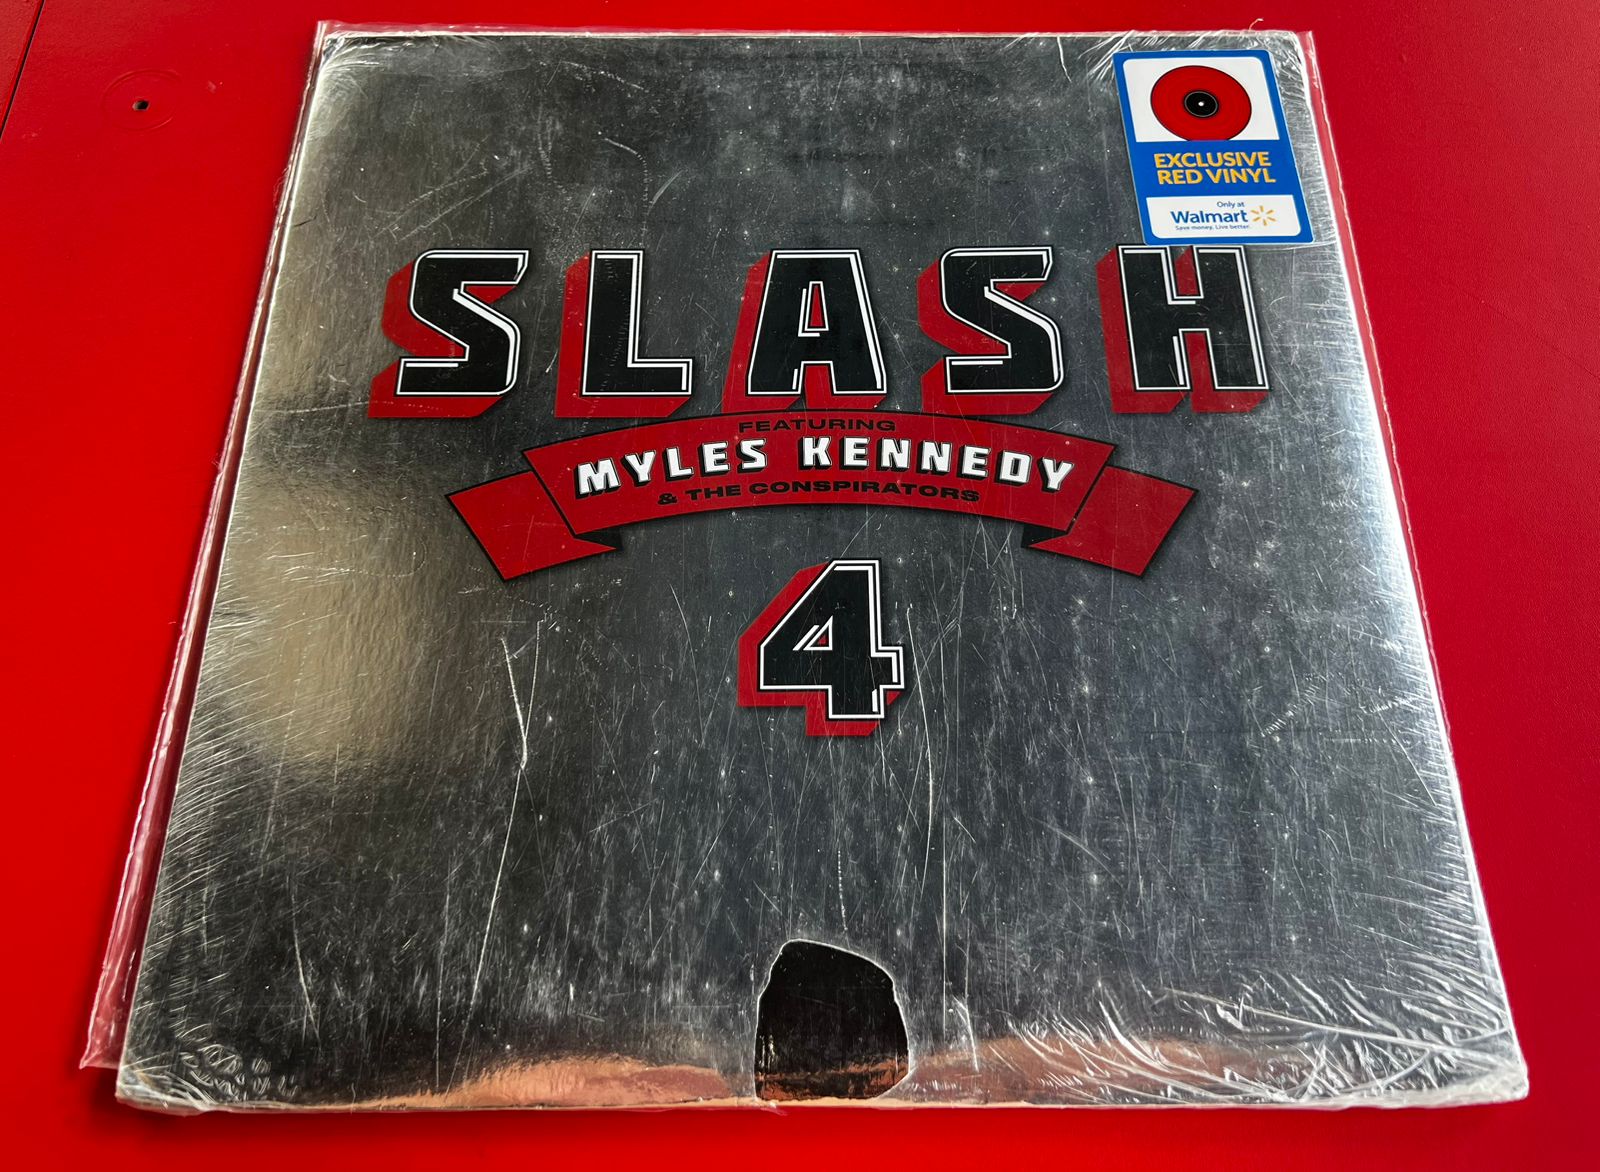 EXCLUSIVE
RED VINYL
Only at
Walmart
Save money. Live better.
SLASH
FEATURING
MYLES KENNEDY
& THE CONSPIRATORS
4